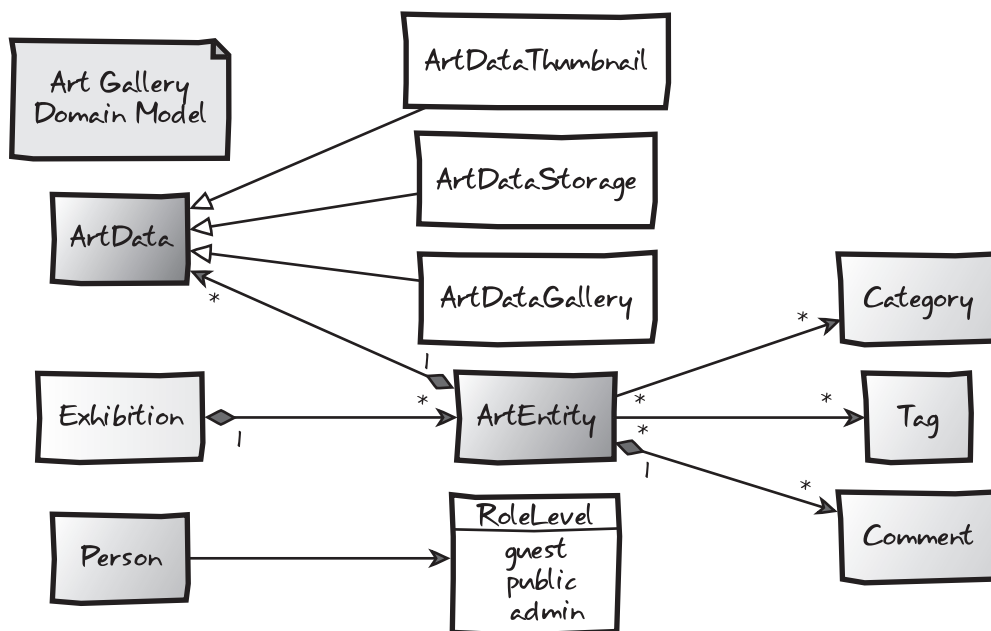 Art Gallery
Domain Model
ArtDataThumbnail
ArtDataStorage
ArtData
ArtDataGallery
*
1
Category
*
Exhibition
1
*
ArtEntity
*
*
*
Tag
1
*
Comment
Person
RoleLevel
guest
public
admin